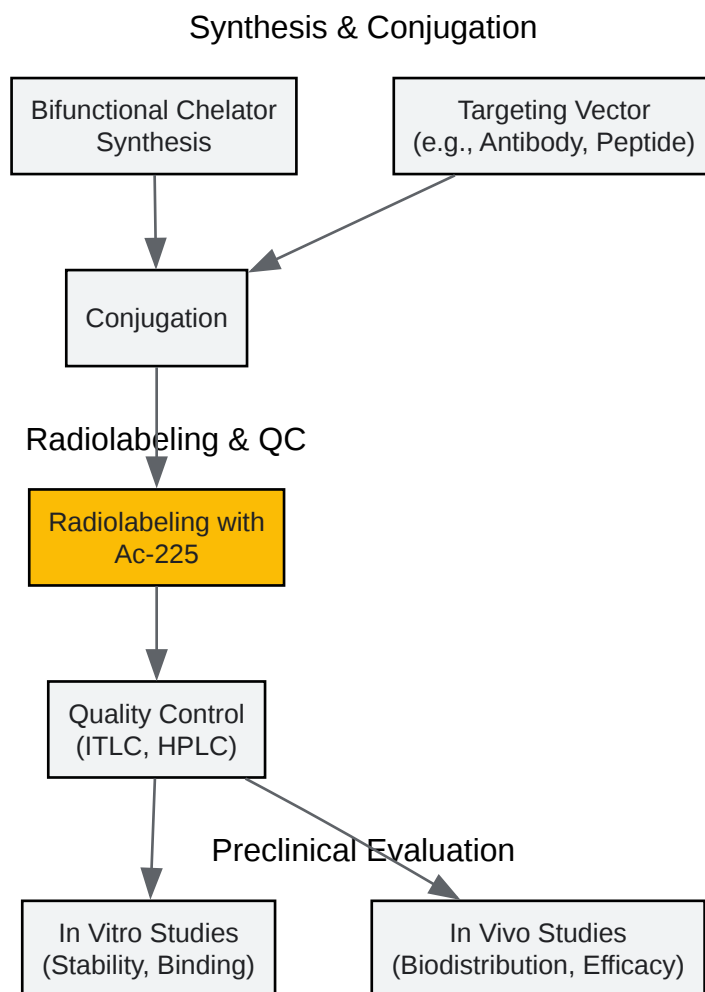 Synthesis & Conjugation
Bifunctional Chelator
Synthesis
Targeting Vector
(e.g., Antibody, Peptide)
Conjugation
Radiolabeling & QC
Radiolabeling with
Ac-225
Quality Control
(ITLC, HPLC)
Preclinical Evaluation
In Vitro Studies
(Stability, Binding)
In Vivo Studies
(Biodistribution, Efficacy)